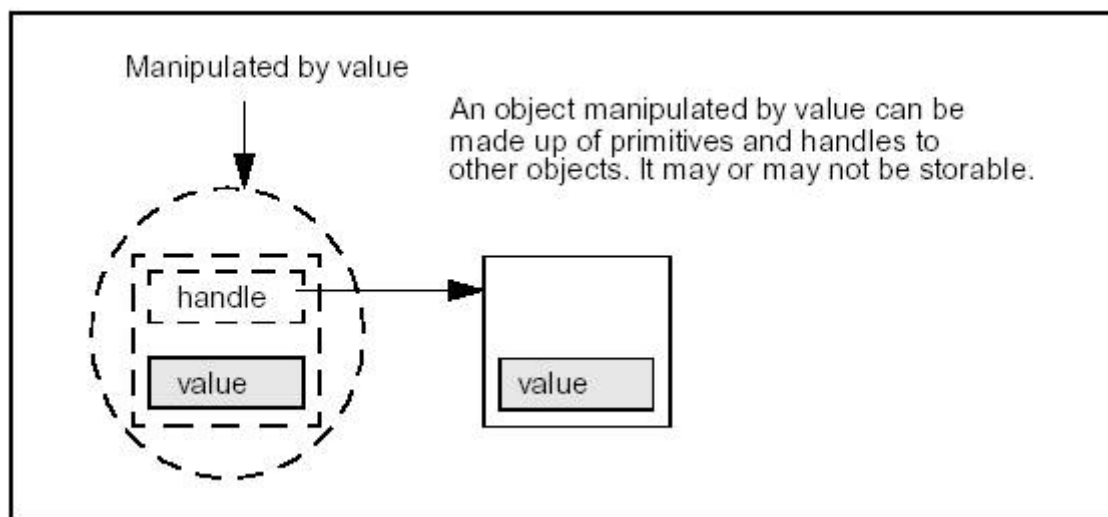 Manipulated by value
An object manipulated by value can be
made up of primitives and handles to
other objects. It may or may not be storable.
handle
value
value